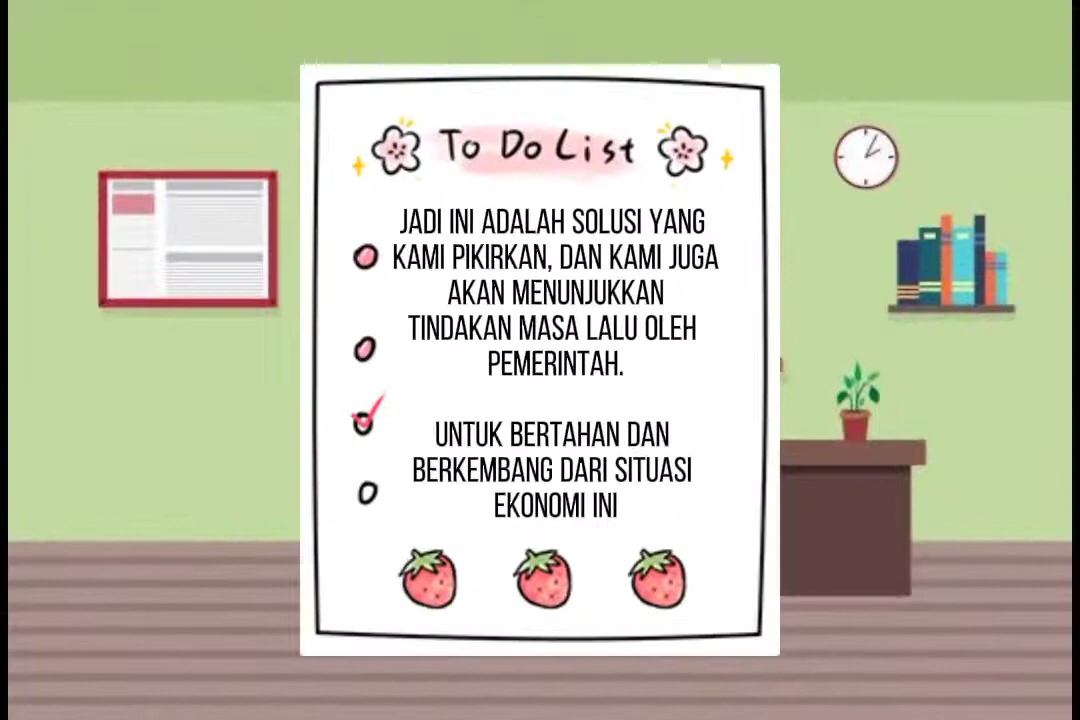 To Do List
JADI INI ADALAH SOLUSI YANG
KAMI PIKIRKAN, DAN KAMI JUGA
AKAN MENUNJUKKAN
TINDAKAN MASA LALU OLEH
PEMERINTAH.
UNTUK BERTAHAN DAN
BERKEMBANG DARI SITUASI
EKONOMI INI